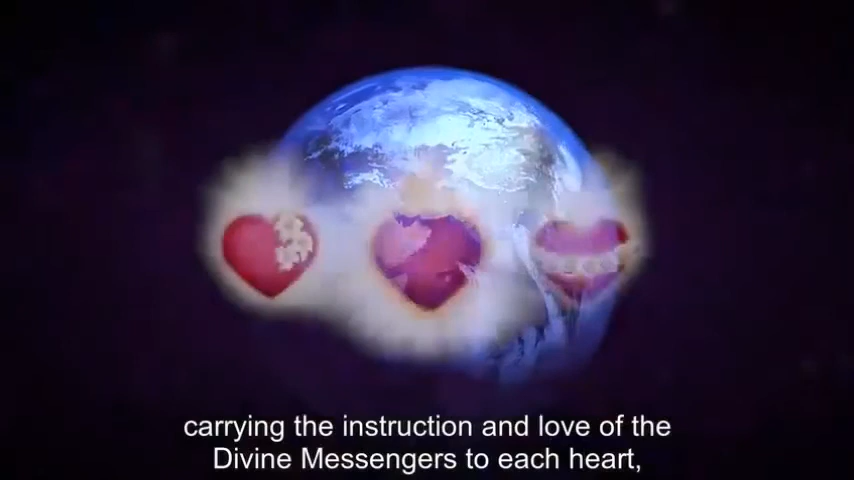 carrying the instruction and love of the
Divine Messengers to each heart,